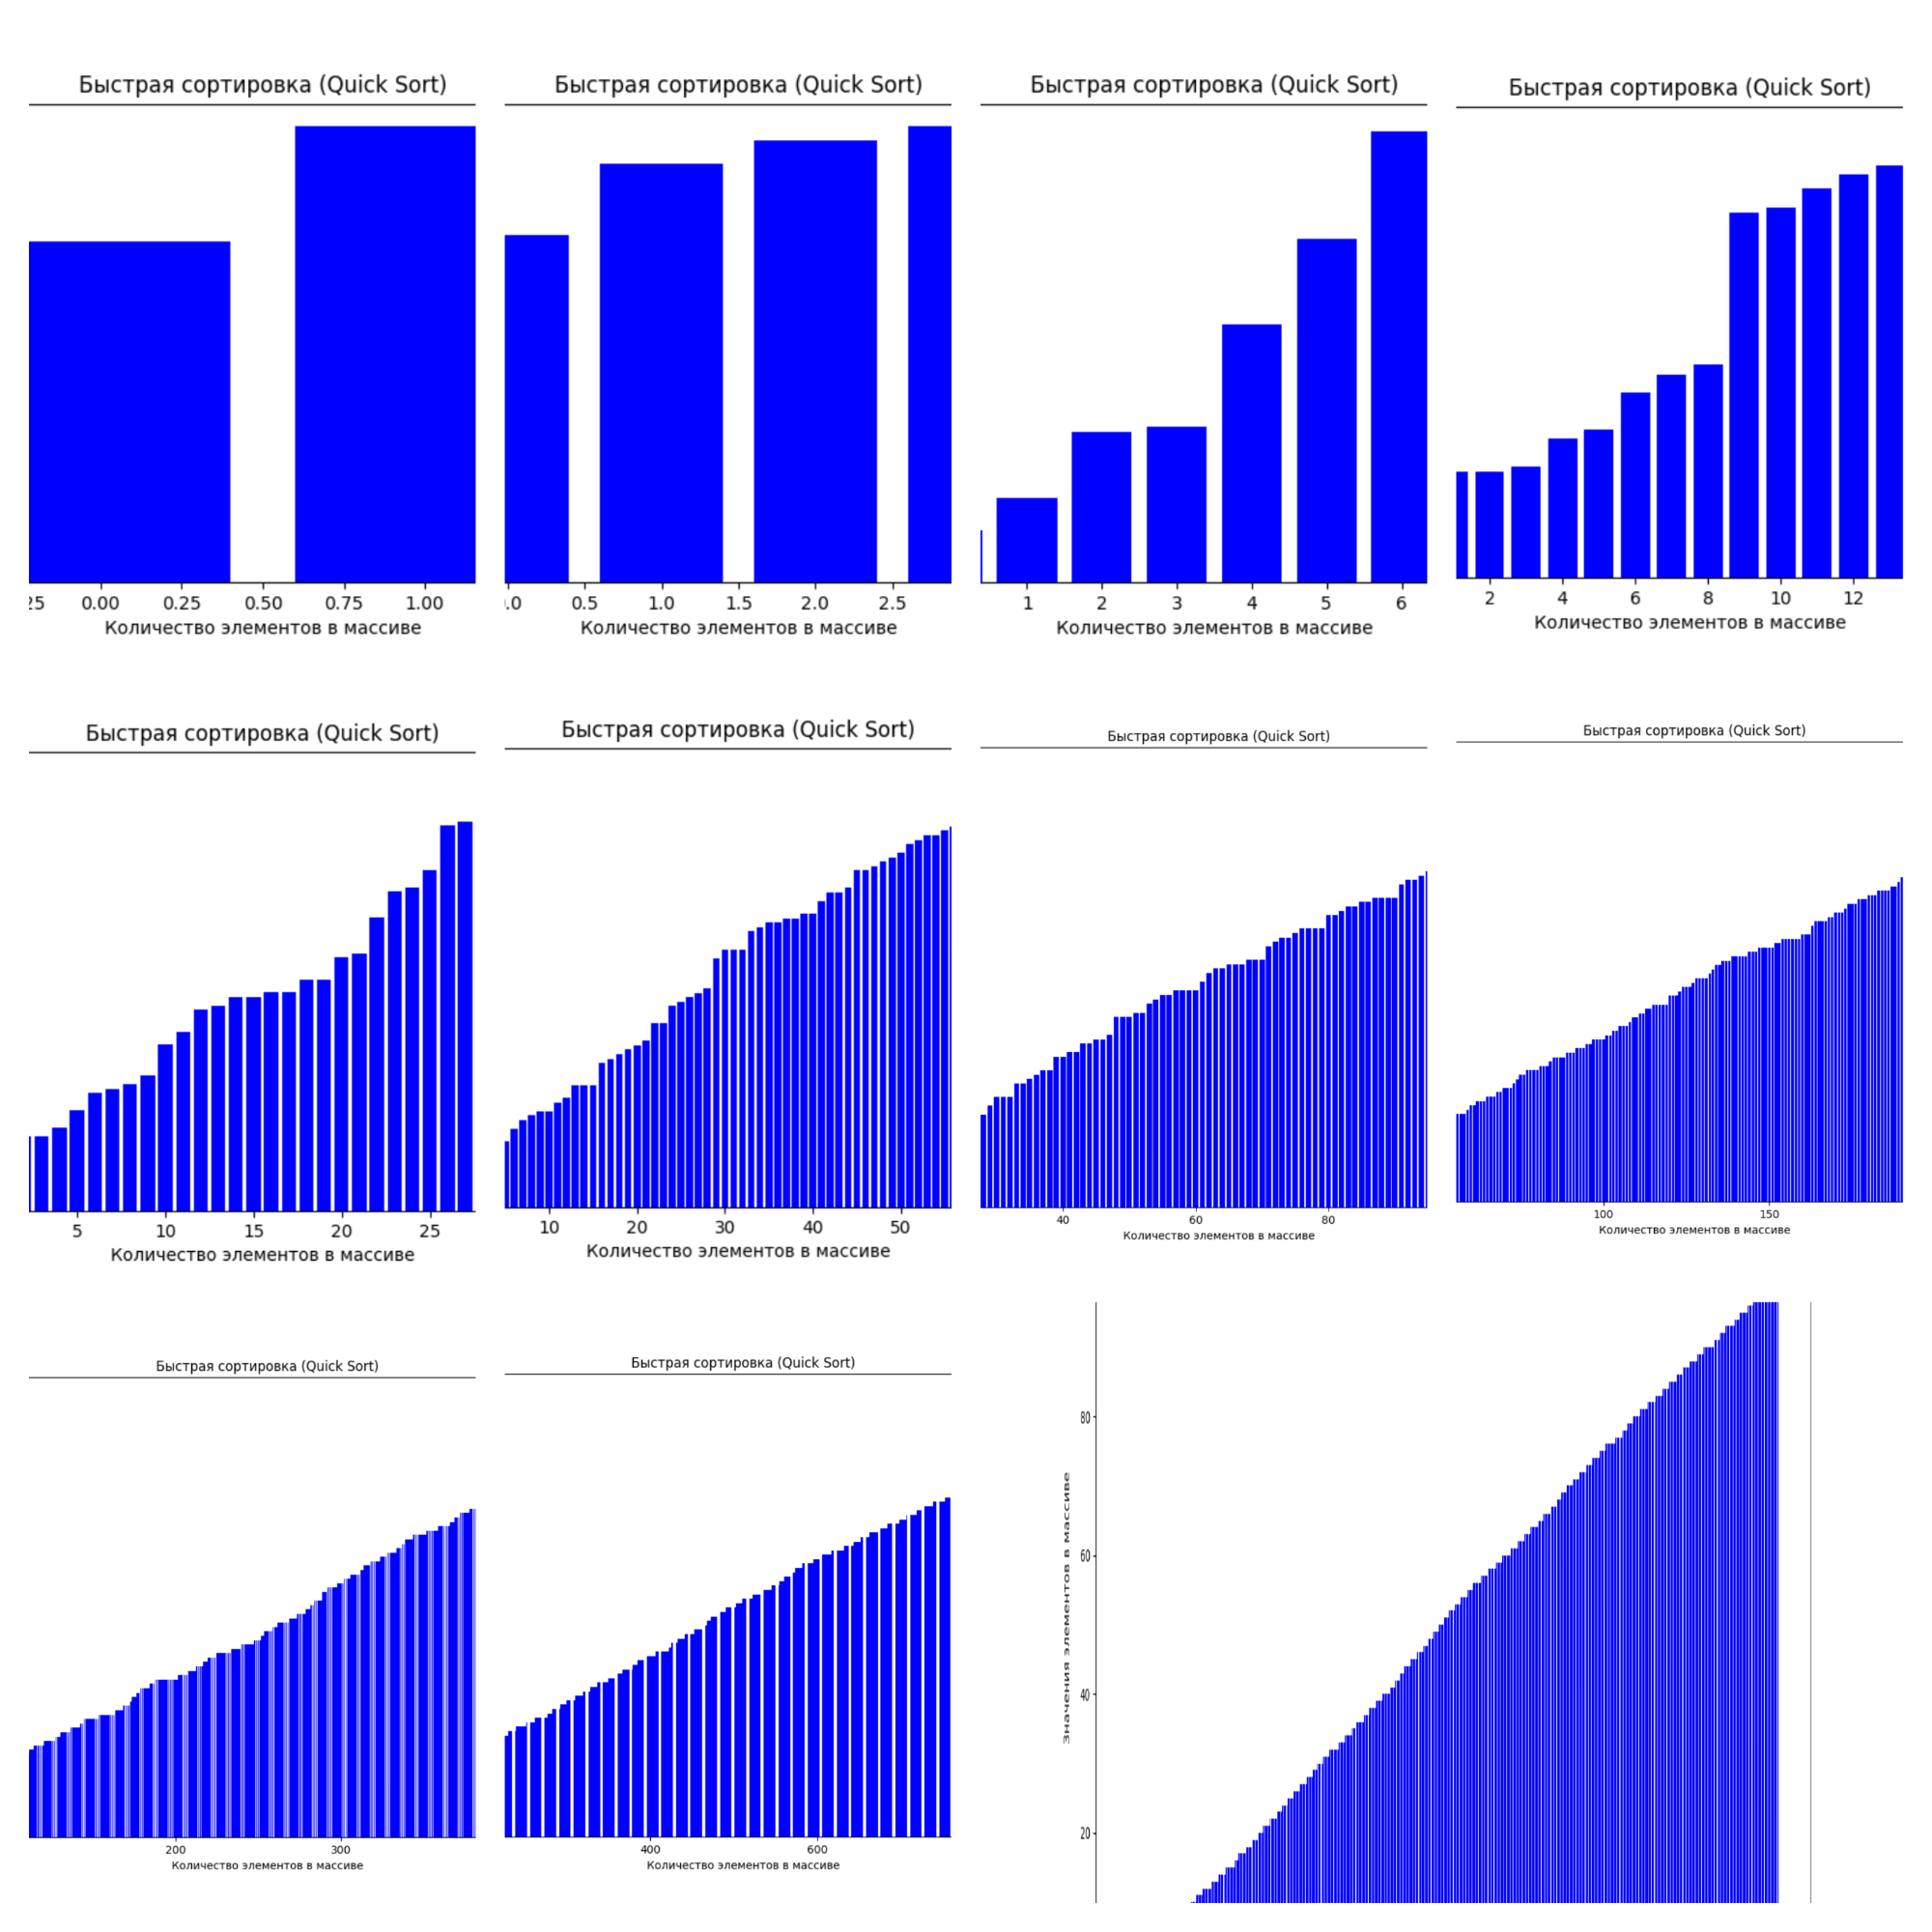 Быстрая сортировка (Quick Sort)
25 0.00 0.25 0.50 0.75 1.00
Количество элементов в массиве
Быстрая сортировка (Quick Sort)
.0 0.5 1.0 1.5 2.0 2.5
Количество элементов в массиве
Быстрая сортировка (Quick Sort)
1 2 3 4 5 6
Количество элементов в массиве
Быстрая сортировка (Quick Sort)
2 4 6 8 10 12
Количество элементов в массиве
Быстрая сортировка (Quick Sort)
5 10 15 20 25
Количество элементов в массиве
Быстрая сортировка (Quick Sort)
10 20 30 40 50
Количество элементов в массиве
Быстрая сортировка (Quick Sort)
40 60 80
Количество элементов в массиве
Быстрая сортировка (Quick Sort)
100 150
Количество элементов в массиве
Быстрая сортировка (Quick Sort)
200 300
Количество элементов в массиве
Быстрая сортировка (Quick Sort)
400 600
Количество элементов в массиве
Значения элементов в массиве
80
60
40
20